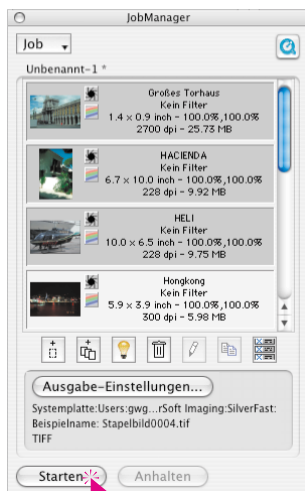 JobManager
Job
Unbenannt-1 *
Großes Torhaus
Kein Filter
1.4 × 0.9 inch - 100.0%,100.0%
2700 dpi - 25.73 MB
HACIENDA
Kein Filter
6.7 × 10.0 inch - 100.0%,100.0%
228 dpi - 9.92 MB
HELI
Kein Filter
10.0 × 6.5 inch - 100.0%,100.0%
228 dpi - 9.75 MB
Hongkong
Kein Filter
5.9 × 3.9 inch - 100.0%,100.0%
300 dpi - 5.98 MB
Ausgabe-Einstellungen...
Systemplatte:Users:gwg...rSoft Imaging:SilverFast:
Beispielname: Stapelbild0004.tif
TIFF
Starten
Anhalten